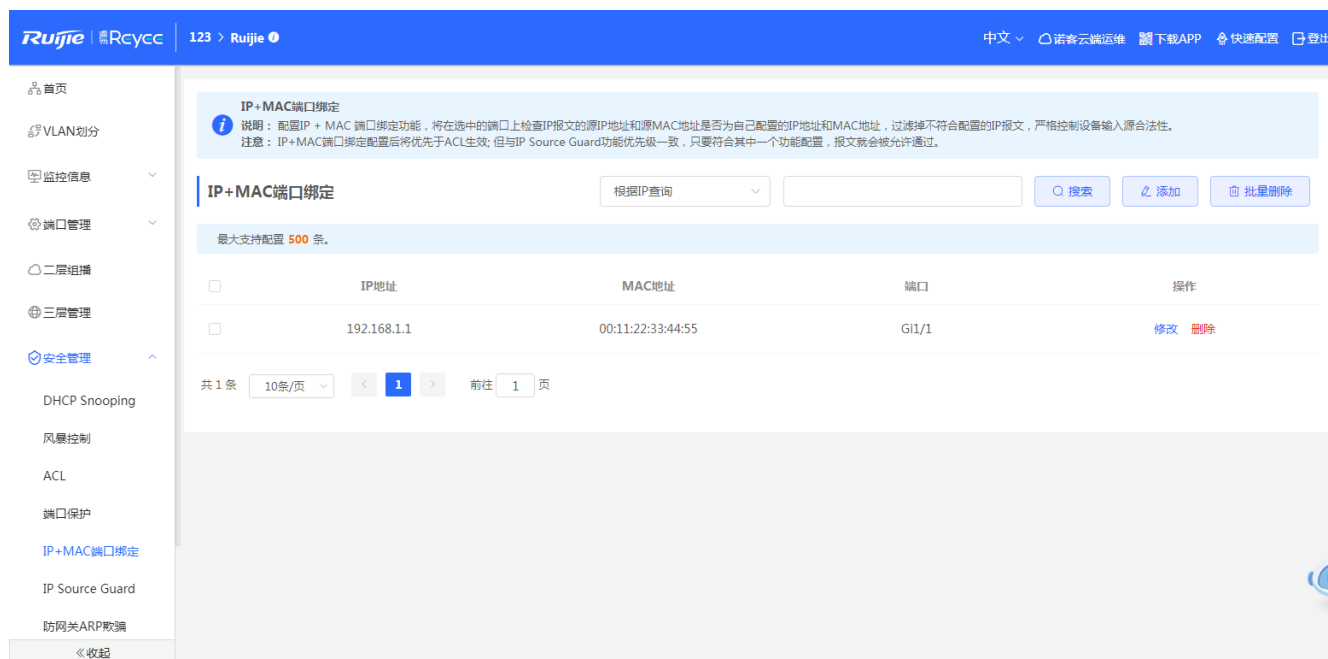 Ruijie 睿易Rcycc 123 > Ruijie
中文 诺客云端运维 下载APP 快速配置 登出
首页
VLAN划分
监控信息
端口管理
二层组播
三层管理
安全管理
DHCP Snooping
风暴控制
ACL
端口保护
IP+MAC端口绑定
IP Source Guard
防网关ARP欺骗
《收起
IP+MAC端口绑定
说明： 配置IP + MAC 端口绑定功能，将在选中的端口上检查IP报文的源IP地址和源MAC地址是否为自己配置的IP地址和MAC地址，过滤掉不符合配置的IP报文，严格控制设备输入源合法性。
注意： IP+MAC端口绑定配置后将优先于ACL生效; 但与IP Source Guard功能优先级一致，只要符合其中一个功能配置，报文就会被允许通过。
IP+MAC端口绑定 根据IP查询 搜索 添加 批量删除
最大支持配置 500 条。
IP地址 MAC地址 端口 操作
192.168.1.1 00:11:22:33:44:55 Gi1/1 修改 删除
共 1 条 10条/页 < 1 > 前往 1 页